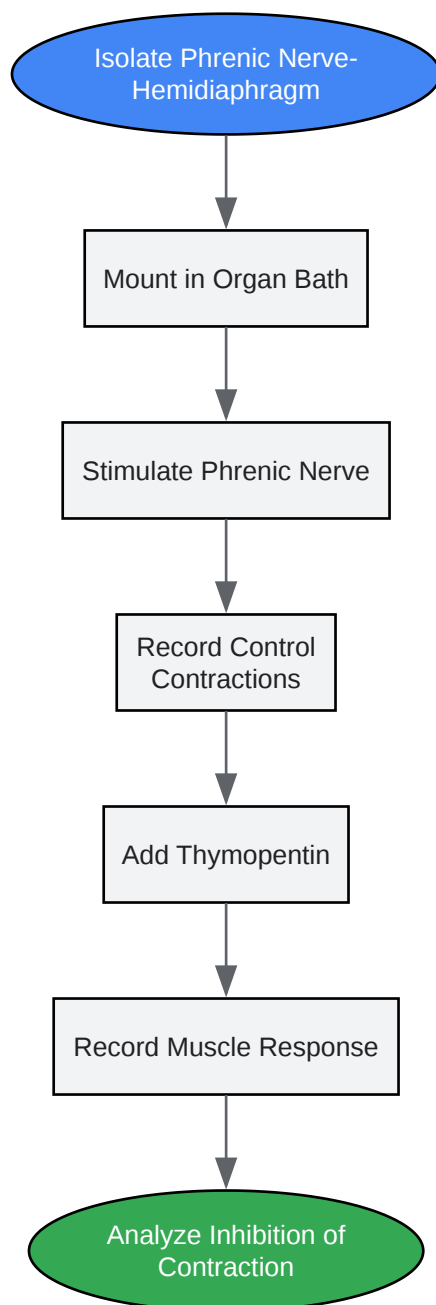 Isolate Phrenic Nerve-
Hemidiaphragm
Mount in Organ Bath
Stimulate Phrenic Nerve
Record Control
Contractions
Add Thymopentin
Record Muscle Response
Analyze Inhibition of
Contraction